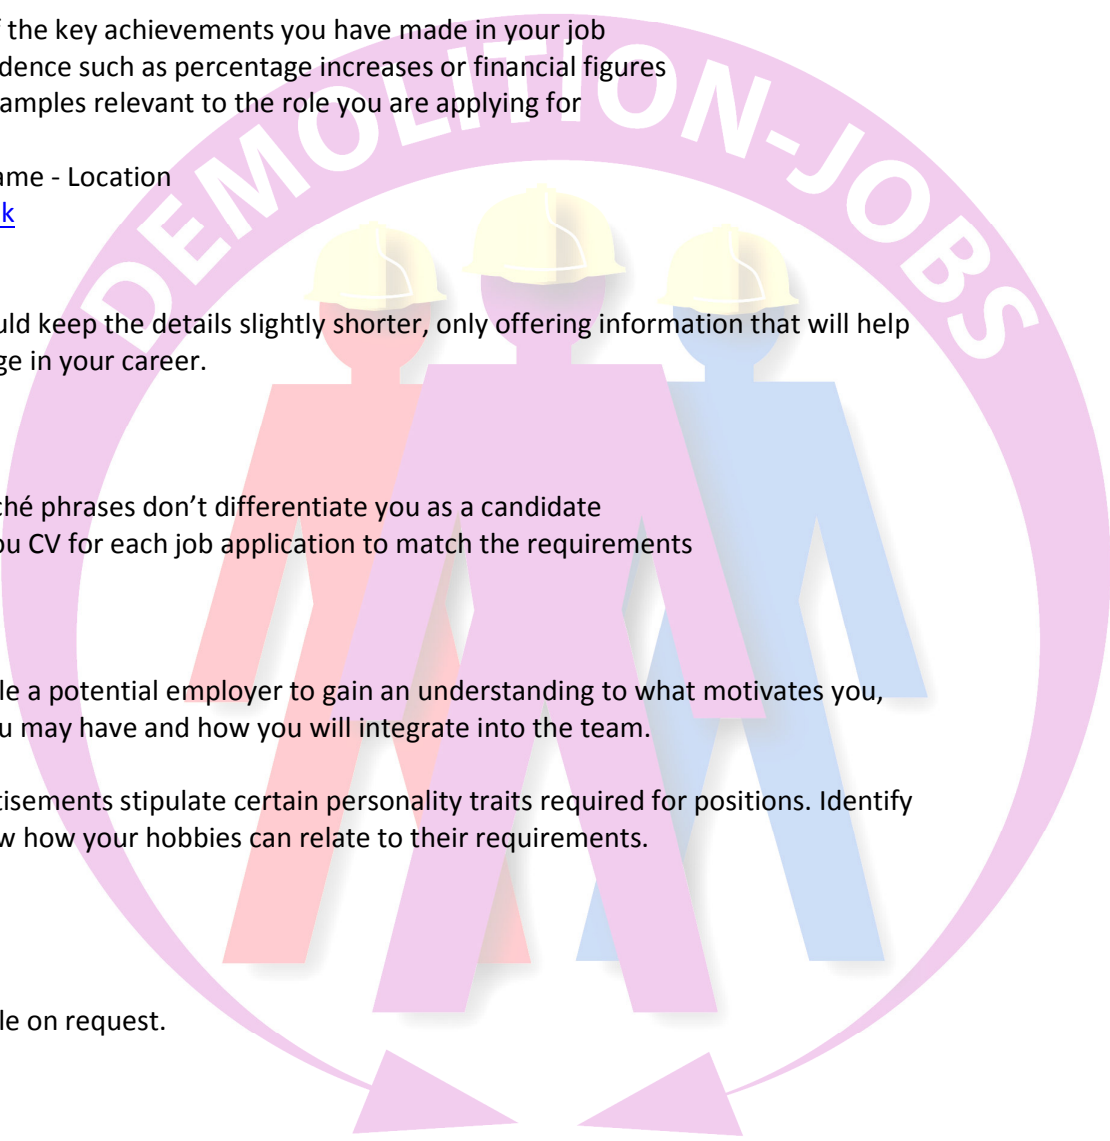 f the key achievements you have made in your job
dence such as percentage increases or financial figures
amples relevant to the role you are applying for
ame - Location
k
uld keep the details slightly shorter, only offering information that will help
ge in your career.
ché phrases don’t differentiate you as a candidate
ou CV for each job application to match the requirements
le a potential employer to gain an understanding to what motivates you,
u may have and how you will integrate into the team.
tisements stipulate certain personality traits required for positions. Identify
w how your hobbies can relate to their requirements.
le on request.
DEMOLITION-JOBS